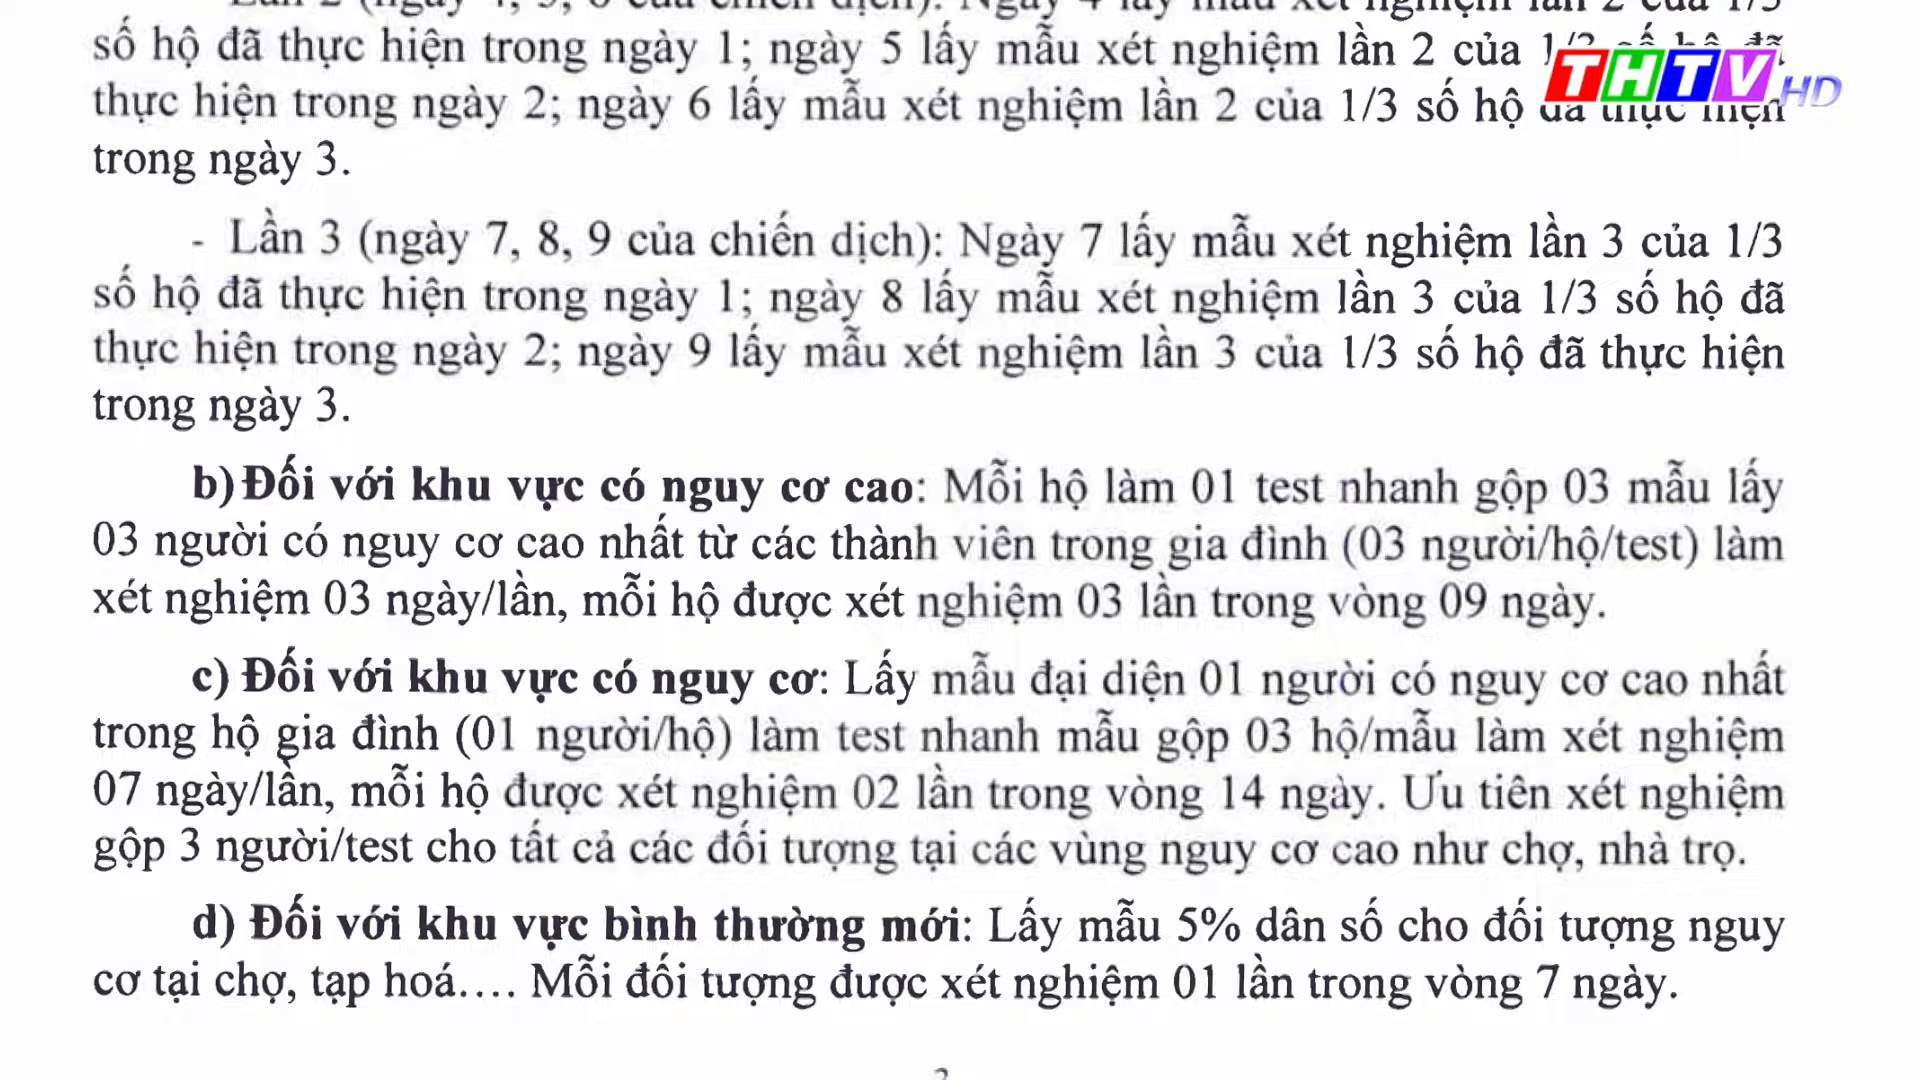 số hộ đã thực hiện trong ngày 1; ngày 5 lấy mẫu xét nghiệm lần 2 của 1/3 số hộ đã
THTV HD
thực hiện trong ngày 2; ngày 6 lấy mẫu xét nghiệm lần 2 của 1/3 số hộ đã thực hiện
trong ngày 3.
- Lần 3 (ngày 7, 8, 9 của chiến dịch): Ngày 7 lấy mẫu xét nghiệm lần 3 của 1/3
số hộ đã thực hiện trong ngày 1; ngày 8 lấy mẫu xét nghiệm lần 3 của 1/3 số hộ đã
thực hiện trong ngày 2; ngày 9 lấy mẫu xét nghiệm lần 3 của 1/3 số hộ đã thực hiện
trong ngày 3.
b) Đối với khu vực có nguy cơ cao: Mỗi hộ làm 01 test nhanh gộp 03 mẫu lấy
03 người có nguy cơ cao nhất từ các thành viên trong gia đình (03 người/hộ/test) làm
xét nghiệm 03 ngày/lần, mỗi hộ được xét nghiệm 03 lần trong vòng 09 ngày.
c) Đối với khu vực có nguy cơ: Lấy mẫu đại diện 01 người có nguy cơ cao nhất
trong hộ gia đình (01 người/hộ) làm test nhanh mẫu gộp 03 hộ/mẫu làm xét nghiệm
07 ngày/lần, mỗi hộ được xét nghiệm 02 lần trong vòng 14 ngày. Ưu tiên xét nghiệm
gộp 3 người/test cho tất cả các đối tượng tại các vùng nguy cơ cao như chợ, nhà trọ.
d) Đối với khu vực bình thường mới: Lấy mẫu 5% dân số cho đối tượng nguy
cơ tại chợ, tạp hoá.... Mỗi đối tượng được xét nghiệm 01 lần trong vòng 7 ngày.